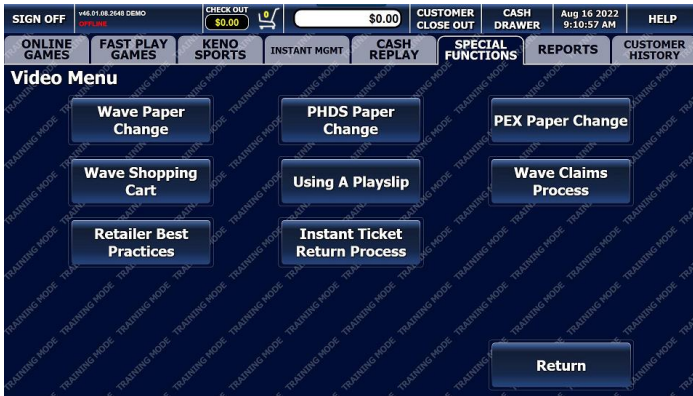 SIGN OFF
v46.01.08.2648 DEMO
OFFLINE
CHECK OUT
$0.00
0
$0.00
CUSTOMER
CLOSE OUT
CASH
DRAWER
Aug 16 2022
9:10:57 AM
HELP
ONLINE
GAMES
FAST PLAY
GAMES
KENO
SPORTS
INSTANT MGMT
CASH
REPLAY
SPECIAL
FUNCTIONS
REPORTS
CUSTOMER
HISTORY
Video Menu
Wave Paper
Change
PHDS Paper
Change
PEX Paper Change
Wave Shopping
Cart
Using A Playslip
Wave Claims
Process
Retailer Best
Practices
Instant Ticket
Return Process
Return
TRAINING MODE